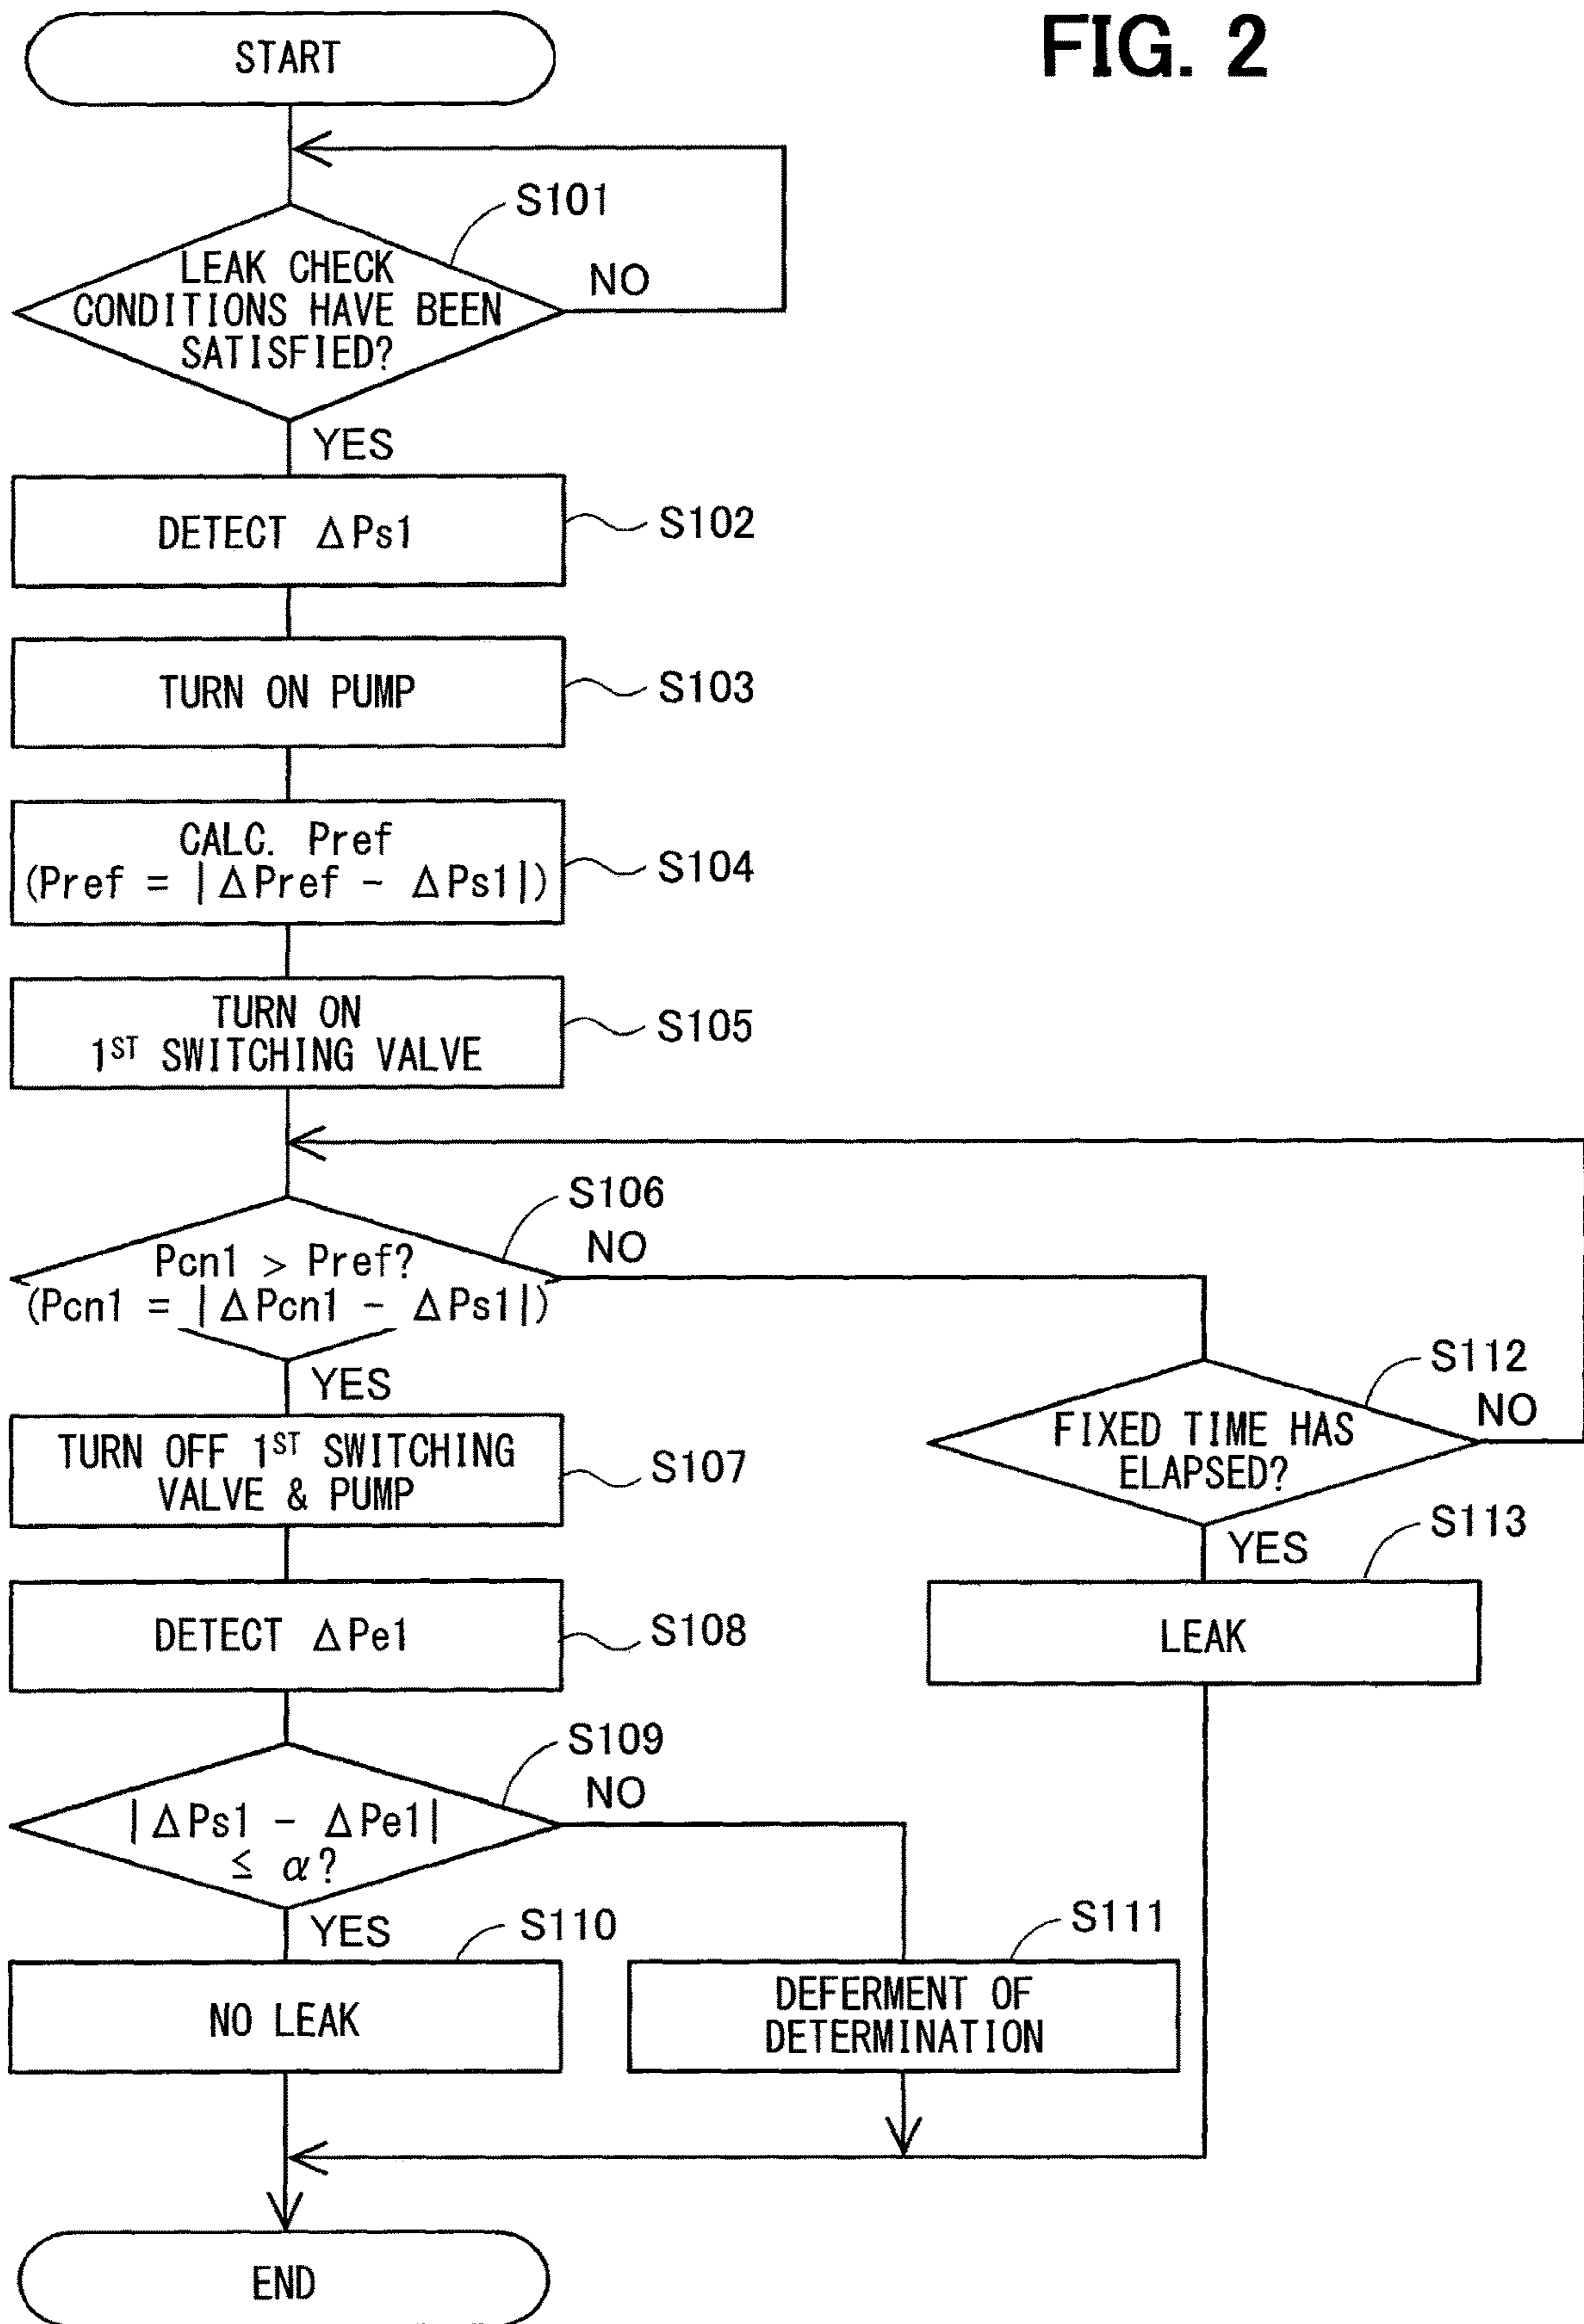 FIG. 2
START
S101
LEAK CHECK
CONDITIONS HAVE BEEN
SATISFIED?
NO
YES
DETECT ΔPs1
S102
TURN ON PUMP
S103
CALC. Pref
(Pref = |ΔPref - ΔPs1|)
S104
TURN ON
1ST SWITCHING VALVE
S105
S106
Pcn1 > Pref?
(Pcn1 = |ΔPcn1 - ΔPs1|)
NO
YES
S112
FIXED TIME HAS
ELAPSED?
NO
YES
TURN OFF 1ST SWITCHING
VALVE & PUMP
S107
S113
LEAK
DETECT ΔPe1
S108
S109
|ΔPs1 - ΔPe1|
≤ α?
NO
YES
S110
NO LEAK
S111
DEFERMENT OF
DETERMINATION
END